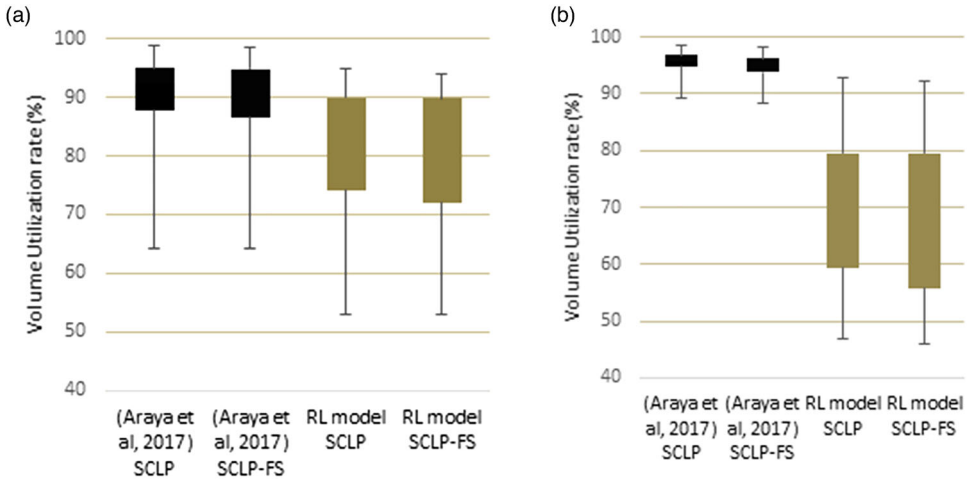 (a)
Volume Utilization rate (%)
100
90
80
70
60
50
40
(Araya et
al, 2017)
SCLP
(Araya et
al, 2017)
SCLP-FS
RL model
SCLP
RL model
SCLP-FS
(b)
Volume Utilization rate (%)
100
90
80
70
60
50
40
(Araya et
al, 2017)
SCLP
(Araya et
al, 2017)
SCLP-FS
RL model
SCLP
RL model
SCLP-FS